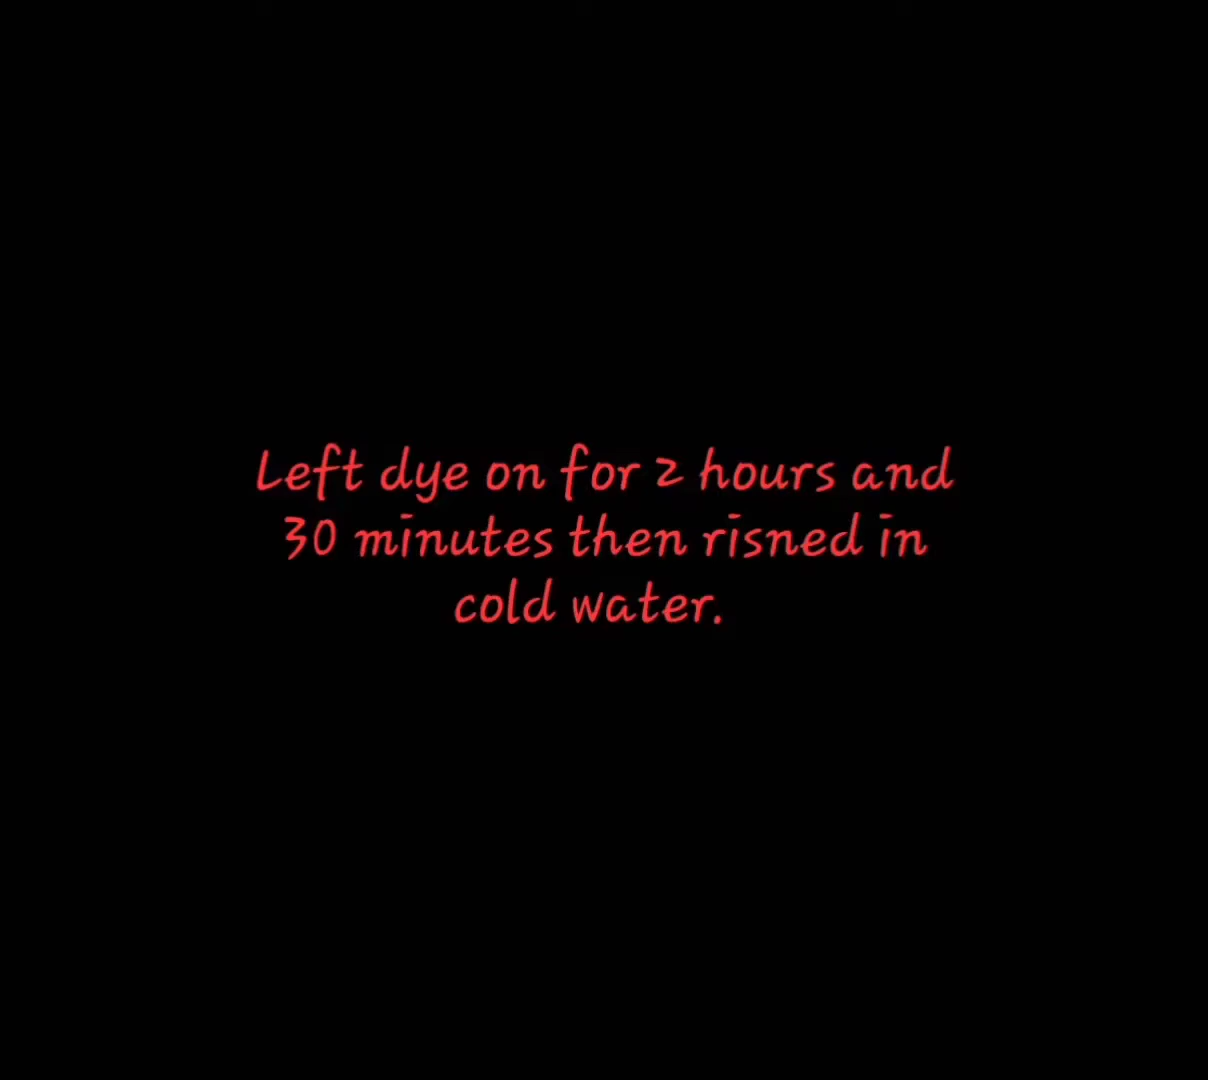 Left dye on for 2 hours and
30 minutes then risned in
cold water.